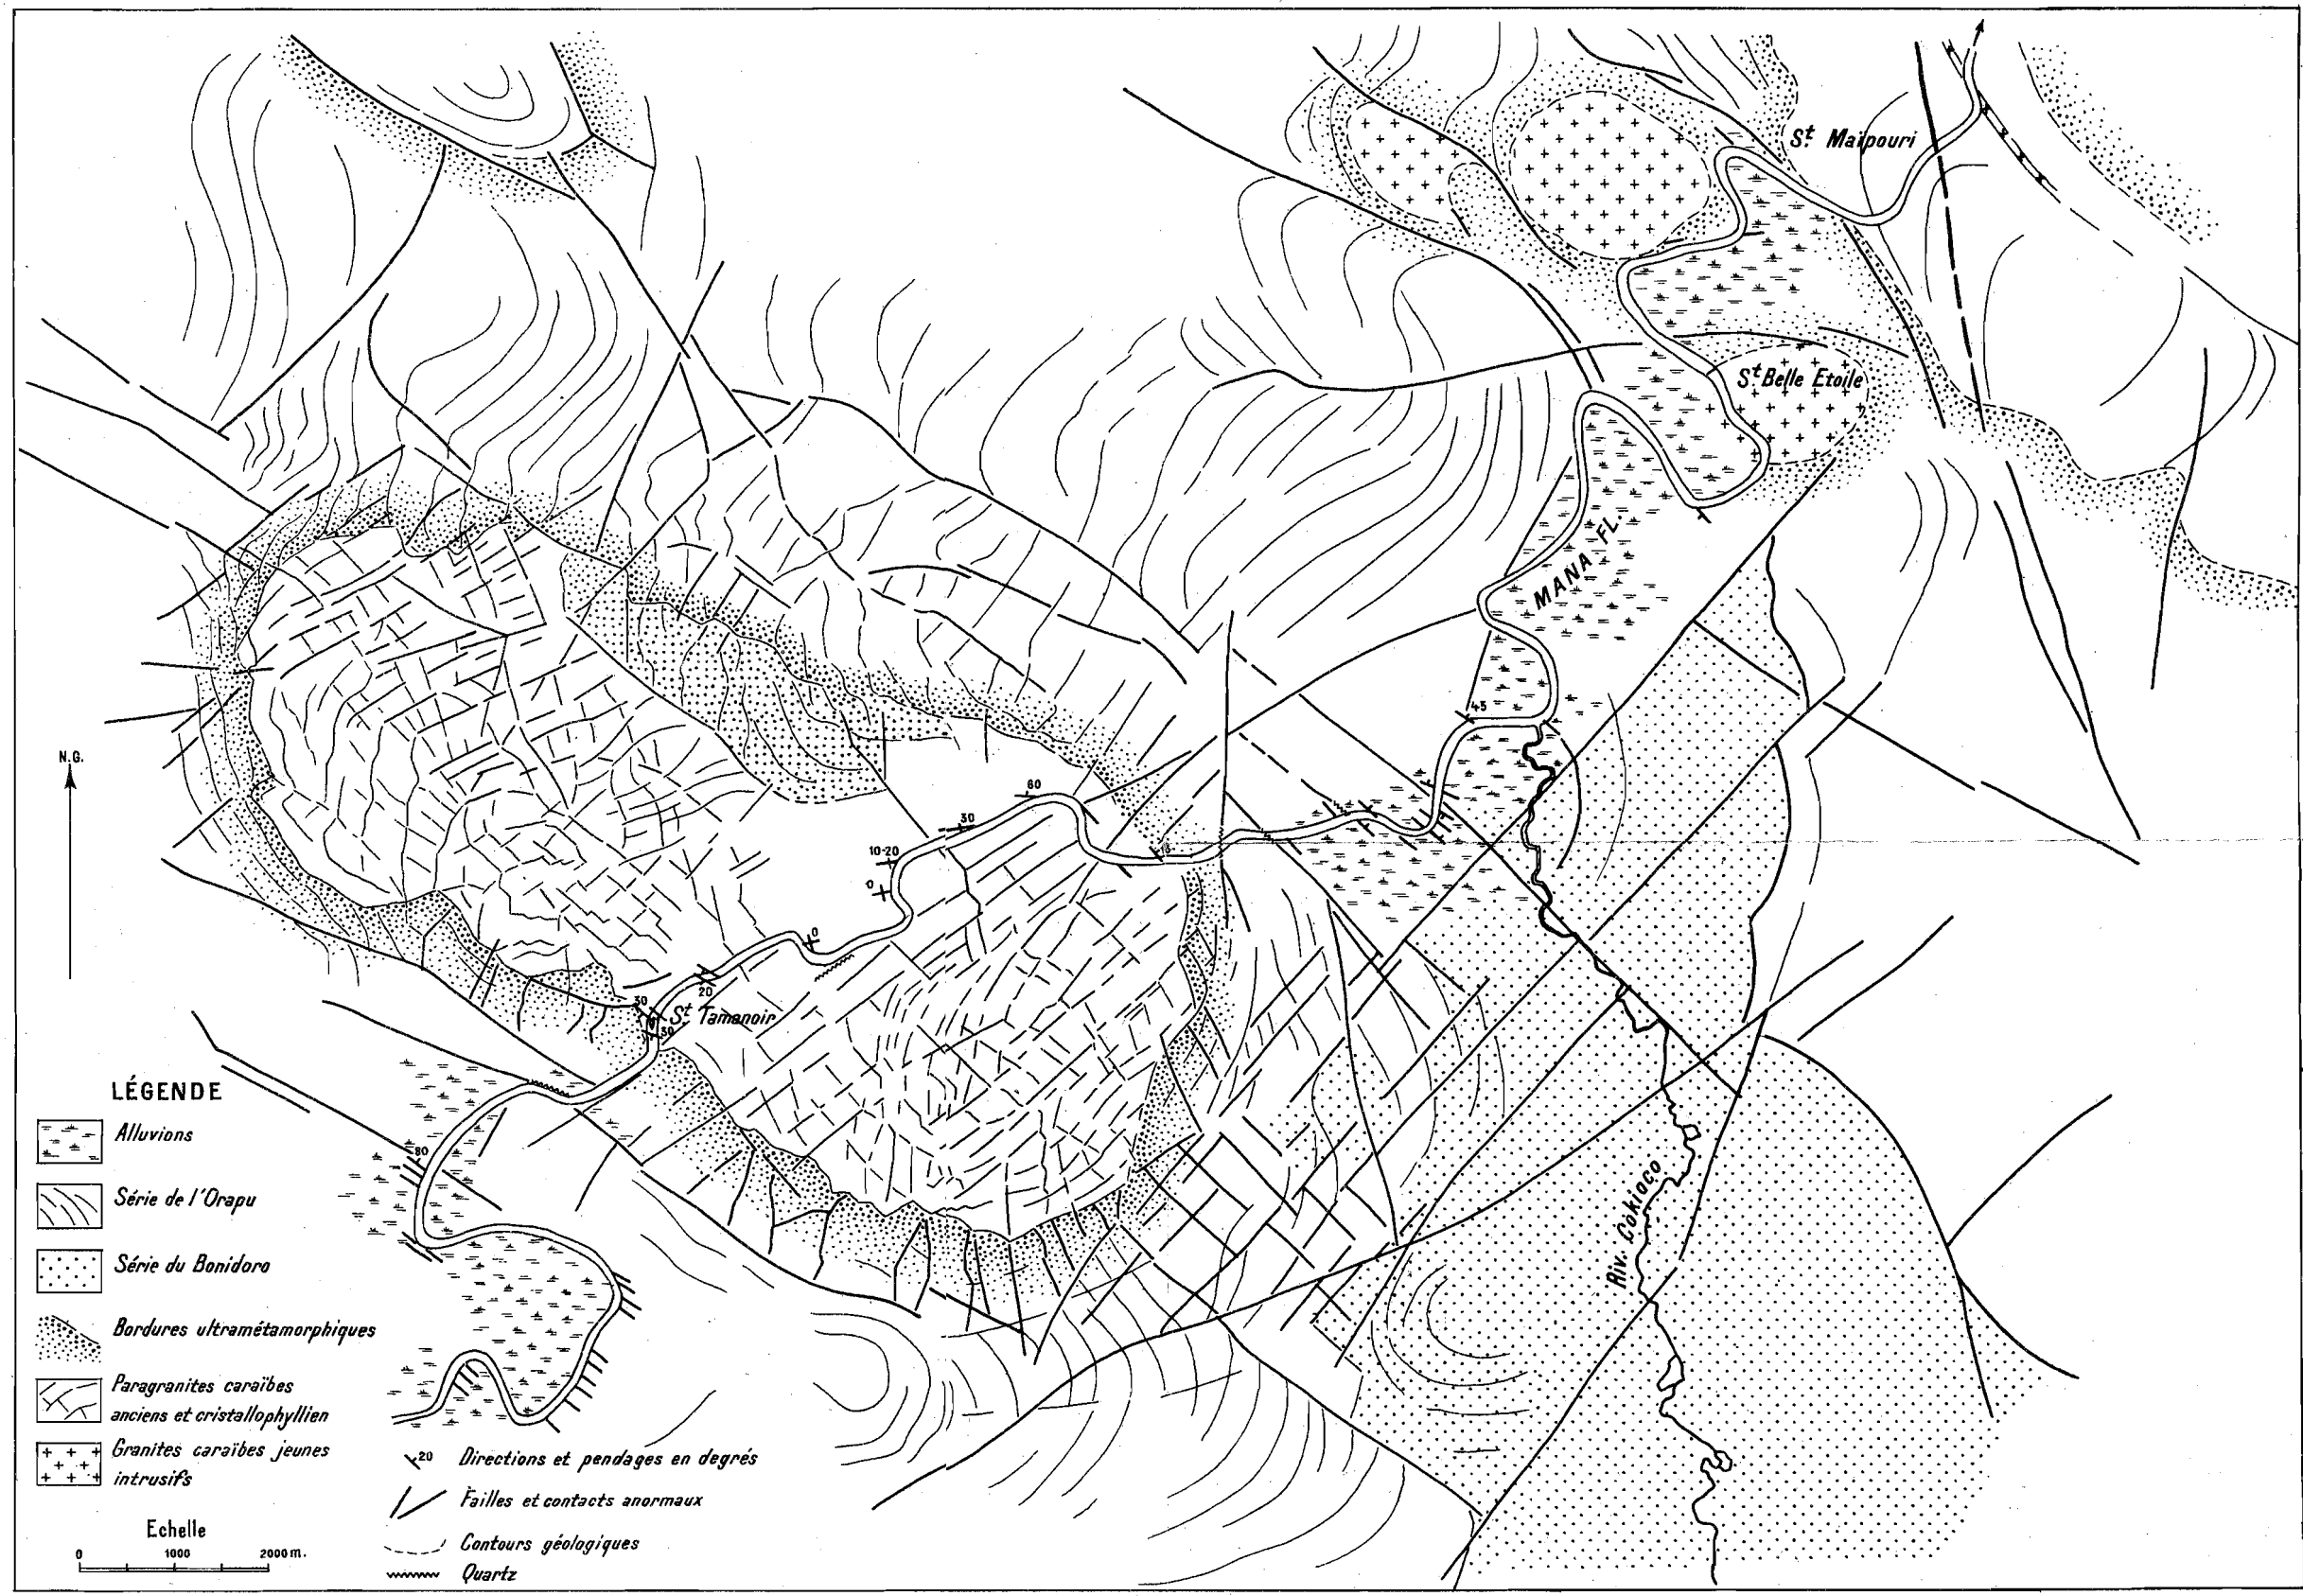 St. Maïpouri
St Belle Etoile
MANA FL.
45
N.G.
60
30
10-20
0
0
20
30
St. Tamanoir
30
80
Riv. Cokiaco
LÉGENDE
Alluvions
Série de l'Orapu
Série du Bonidoro
Bordures ultramétamorphiques
Paragranites caraïbes
anciens et cristallophyllien
Granites caraïbes jeunes
intrusifs
20 Directions et pendages en degrés
Failles et contacts anormaux
Contours géologiques
Quartz
Echelle
0 1000 2000 m.